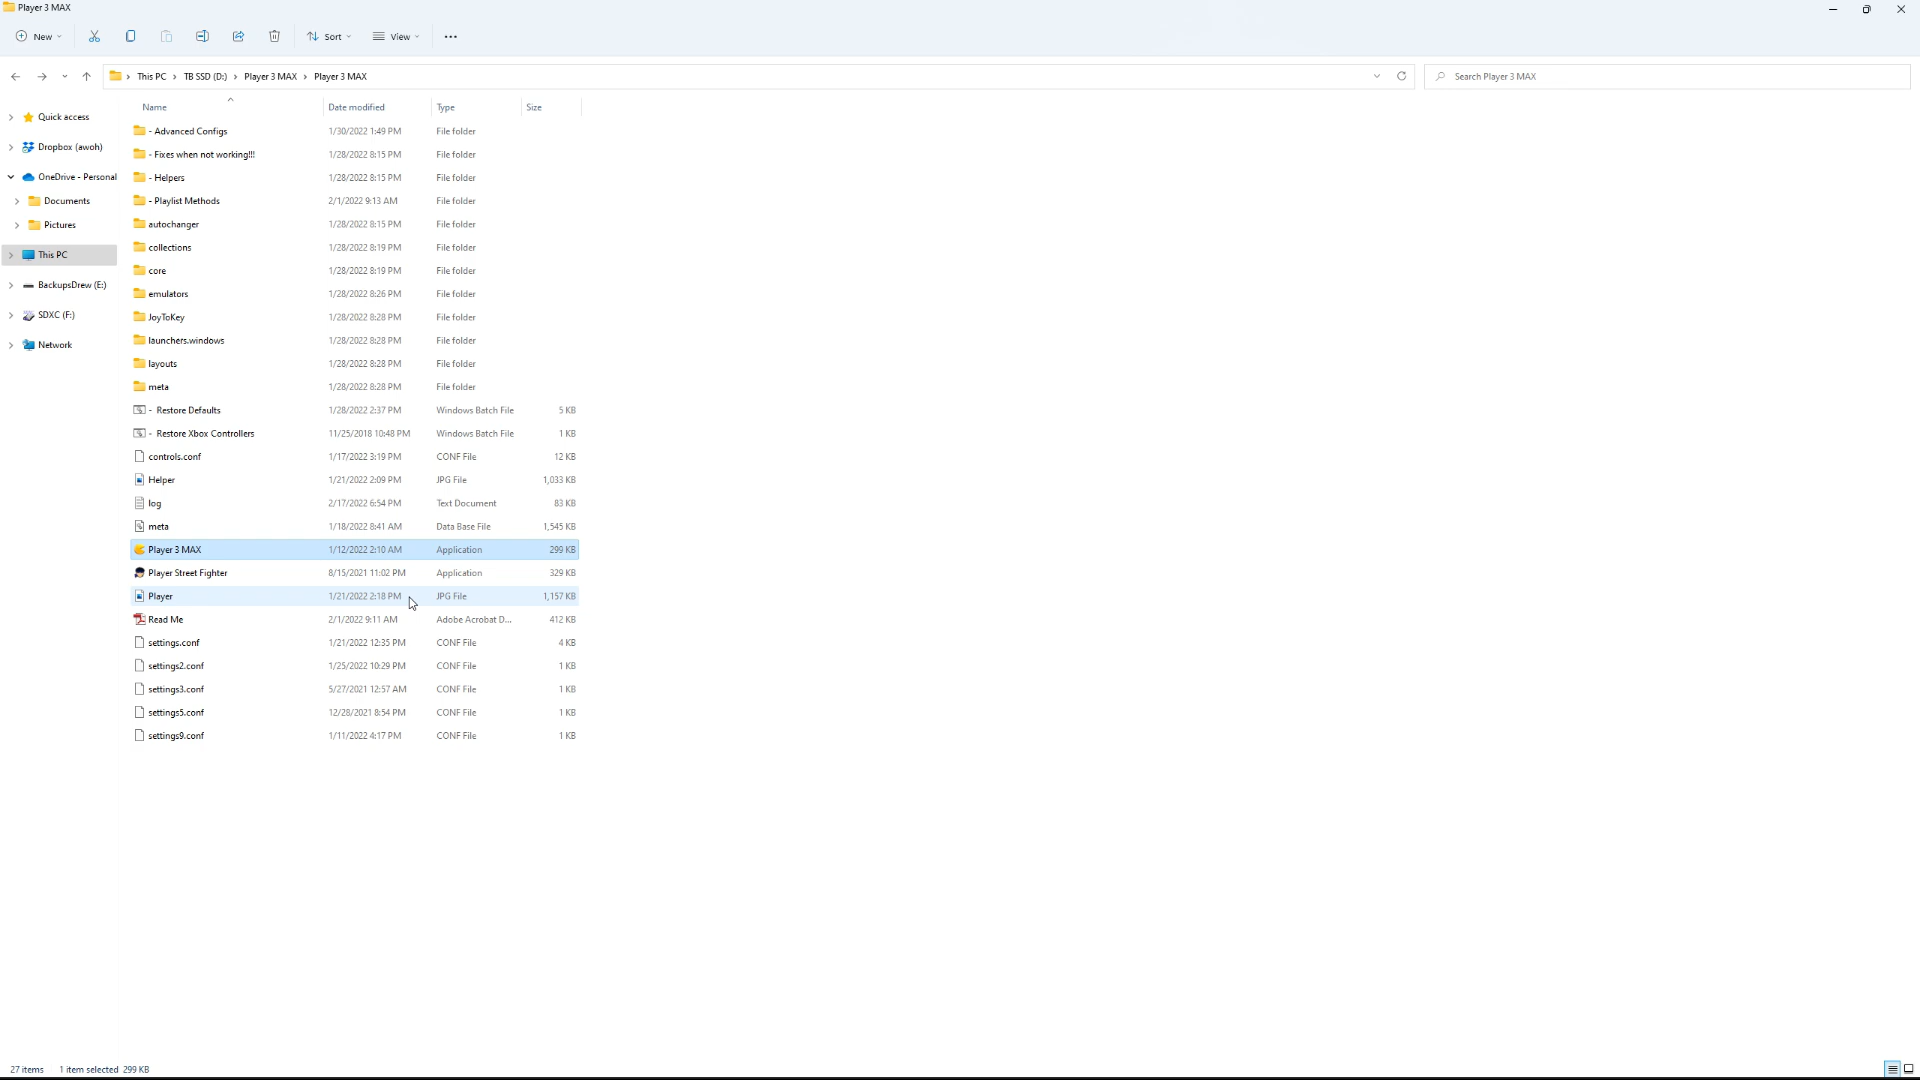 Player 3 MAX
New Sort View
This PC TB SSD (D:) Player 3 MAX Player 3 MAX Search Player 3 MAX
Name Date modified Type Size
Quick access
Dropbox (awoh)
OneDrive - Personal
Documents
Pictures
This PC
BackupsDrew (E:)
SDXC (F:)
Network
- Advanced Configs 1/30/2022 1:49 PM File folder
- Fixes when not working!!! 1/28/2022 8:15 PM File folder
- Helpers 1/28/2022 8:15 PM File folder
- Playlist Methods 2/1/2022 9:13 AM File folder
autochanger 1/28/2022 8:15 PM File folder
collections 1/28/2022 8:19 PM File folder
core 1/28/2022 8:19 PM File folder
emulators 1/28/2022 8:26 PM File folder
JoyToKey 1/28/2022 8:28 PM File folder
launchers.windows 1/28/2022 8:28 PM File folder
layouts 1/28/2022 8:28 PM File folder
meta 1/28/2022 8:28 PM File folder
- Restore Defaults 1/28/2022 2:37 PM Windows Batch File 5 KB
- Restore Xbox Controllers 11/25/2018 10:48 PM Windows Batch File 1 KB
controls.conf 1/17/2022 3:19 PM CONF File 12 KB
Helper 1/21/2022 2:09 PM JPG File 1,033 KB
log 2/17/2022 6:54 PM Text Document 83 KB
meta 1/18/2022 8:41 AM Data Base File 1,545 KB
Player 3 MAX 1/12/2022 2:10 AM Application 299 KB
Player Street Fighter 8/15/2021 11:02 PM Application 329 KB
Player 1/21/2022 2:18 PM JPG File 1,157 KB
Read Me 2/1/2022 9:11 AM Adobe Acrobat D... 412 KB
settings.conf 1/21/2022 12:35 PM CONF File 4 KB
settings2.conf 1/25/2022 10:29 PM CONF File 1 KB
settings3.conf 5/27/2021 12:57 AM CONF File 1 KB
settings5.conf 12/28/2021 8:54 PM CONF File 1 KB
settings9.conf 1/11/2022 4:17 PM CONF File 1 KB
27 items 1 item selected 299 KB